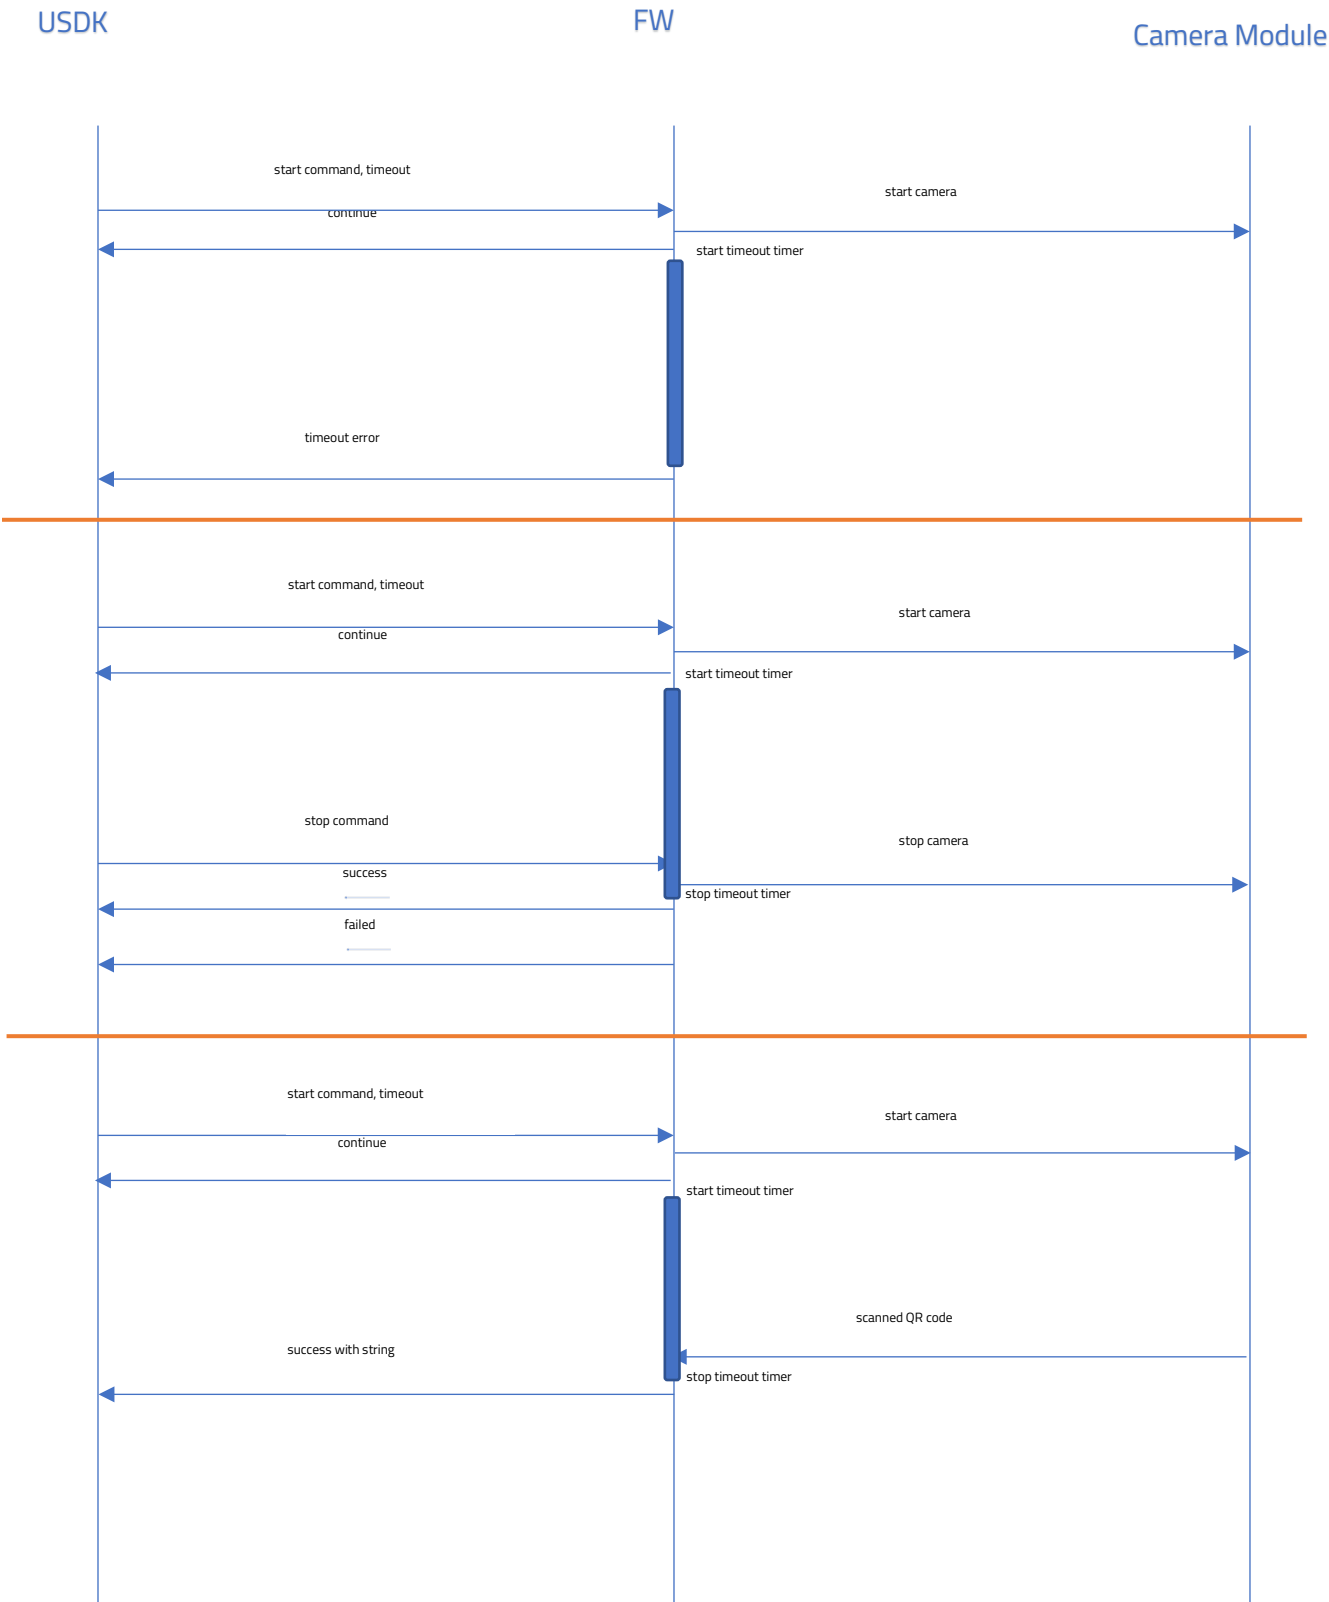 USDK
FW
Camera Module
start command, timeout
start camera
continue
start timeout timer
timeout error
start command, timeout
start camera
continue
start timeout timer
stop command
stop camera
success
stop timeout timer
failed
start command, timeout
start camera
continue
start timeout timer
scanned QR code
success with string
stop timeout timer